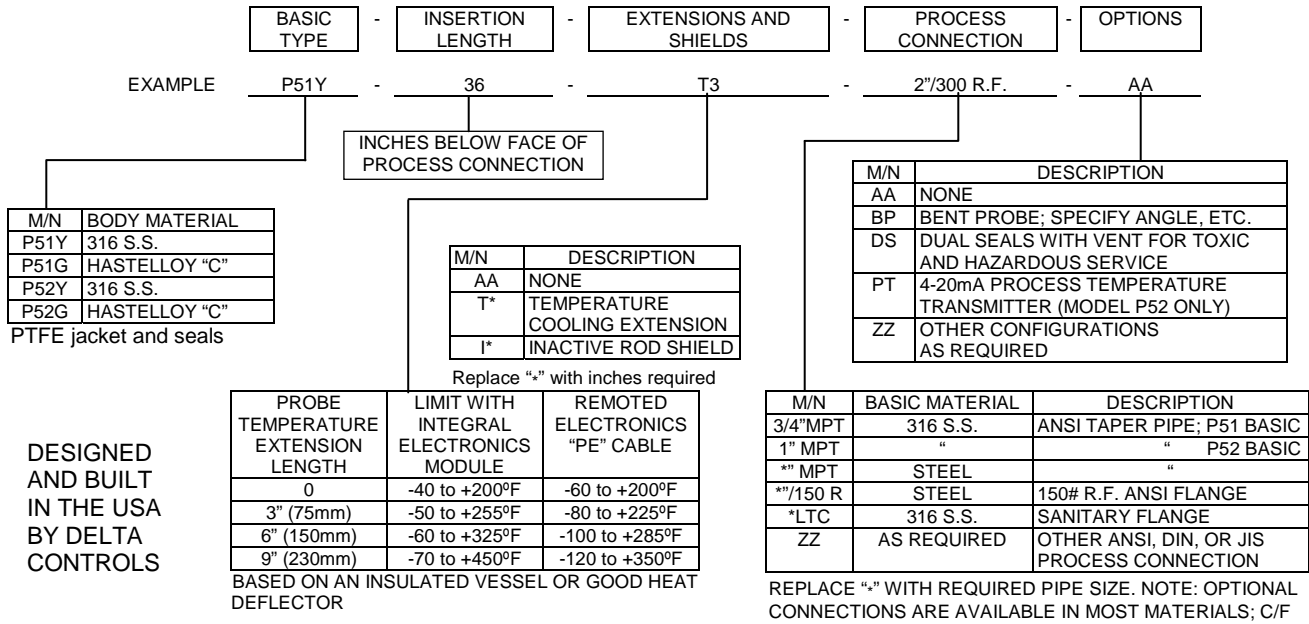 BASIC TYPE - INSERTION LENGTH - EXTENSIONS AND SHIELDS - PROCESS CONNECTION - OPTIONS
EXAMPLE P51Y - 36 - T3 - 2”/300 R.F. - AA
INCHES BELOW FACE OF
PROCESS CONNECTION
M/N BODY MATERIAL
P51Y 316 S.S.
P51G HASTELLOY “C”
P52Y 316 S.S.
P52G HASTELLOY “C”
PTFE jacket and seals
M/N DESCRIPTION
AA NONE
T* TEMPERATURE
COOLING EXTENSION
I* INACTIVE ROD SHIELD
Replace “*” with inches required
M/N DESCRIPTION
AA NONE
BP BENT PROBE; SPECIFY ANGLE, ETC.
DS DUAL SEALS WITH VENT FOR TOXIC
AND HAZARDOUS SERVICE
PT 4-20mA PROCESS TEMPERATURE
TRANSMITTER (MODEL P52 ONLY)
ZZ OTHER CONFIGURATIONS
AS REQUIRED
DESIGNED
AND BUILT
IN THE USA
BY DELTA
CONTROLS
PROBE LIMIT WITH REMOTED
TEMPERATURE INTEGRAL ELECTRONICS
EXTENSION ELECTRONICS “PE” CABLE
LENGTH MODULE
0 -40 to +200ºF -60 to +200ºF
3” (75mm) -50 to +255ºF -80 to +225ºF
6” (150mm) -60 to +325ºF -100 to +285ºF
9” (230mm) -70 to +450ºF -120 to +350ºF
BASED ON AN INSULATED VESSEL OR GOOD HEAT
DEFLECTOR
M/N BASIC MATERIAL DESCRIPTION
3/4”MPT 316 S.S. ANSI TAPER PIPE; P51 BASIC
1” MPT “ “ P52 BASIC
*” MPT STEEL “
*”/150 R STEEL 150# R.F. ANSI FLANGE
*LTC 316 S.S. SANITARY FLANGE
ZZ AS REQUIRED OTHER ANSI, DIN, OR JIS
PROCESS CONNECTION
REPLACE “*” WITH REQUIRED PIPE SIZE. NOTE: OPTIONAL
CONNECTIONS ARE AVAILABLE IN MOST MATERIALS; C/F